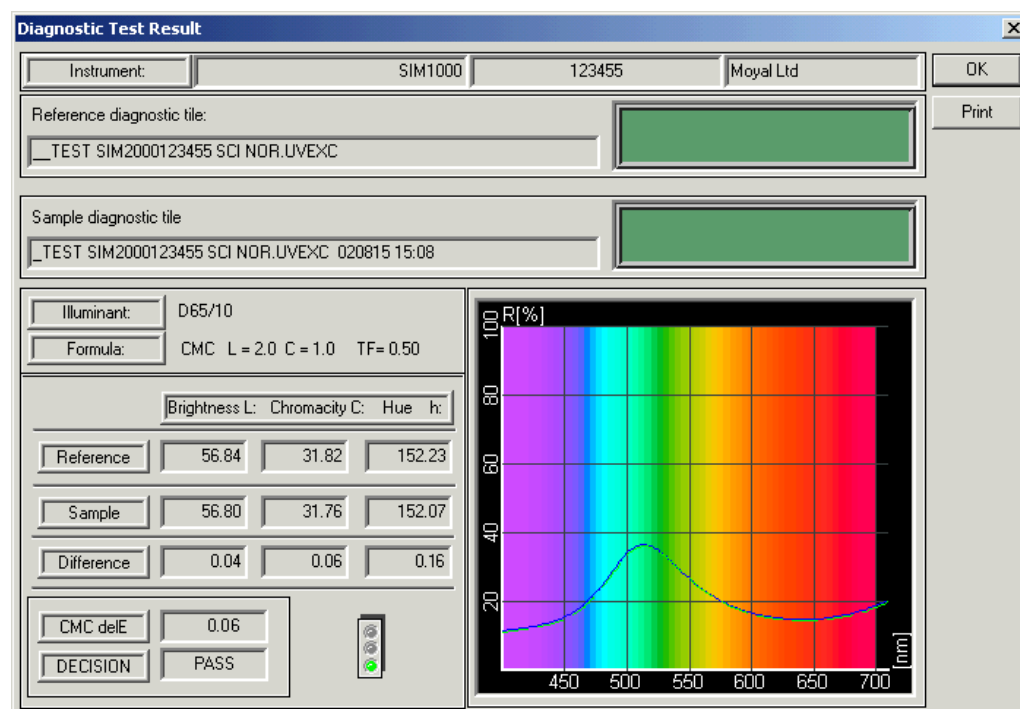 Diagnostic Test Result
Instrument: SIM1000 123455 Moyal Ltd OK
Print
Reference diagnostic tile:
__TEST SIM2000123455 SCI NOR.UVEXC
Sample diagnostic tile
_TEST SIM2000123455 SCI NOR.UVEXC 020815 15:08
Illuminant: D65/10
Formula: CMC L = 2.0 C = 1.0 TF= 0.50
Brightness L: Chromacity C: Hue h:
Reference 56.84 31.82 152.23
Sample 56.80 31.76 152.07
Difference 0.04 0.06 0.16
CMC delE 0.06
DECISION PASS
R[%]
100
80
60
40
20
[nm]
450 500 550 600 650 700